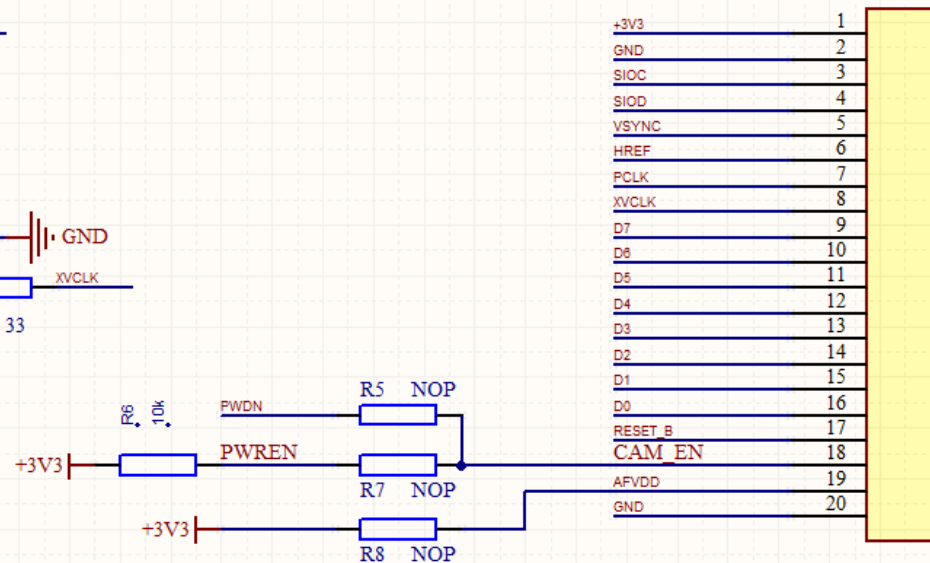 +3V3 1
GND 2
SIOC 3
SIOD 4
VSYNC 5
HREF 6
PCLK 7
XVCLK 8
D7 9
GND
D6 10
XVCLK
D5 11
D4 12
33
D3 13
D2 14
D1 15
R5 NOP
R6 10k
PWDN
D0 16
RESET_B 17
+3V3 PWREN
CAM_EN 18
R7 NOP
AFVDD 19
GND 20
+3V3
R8 NOP